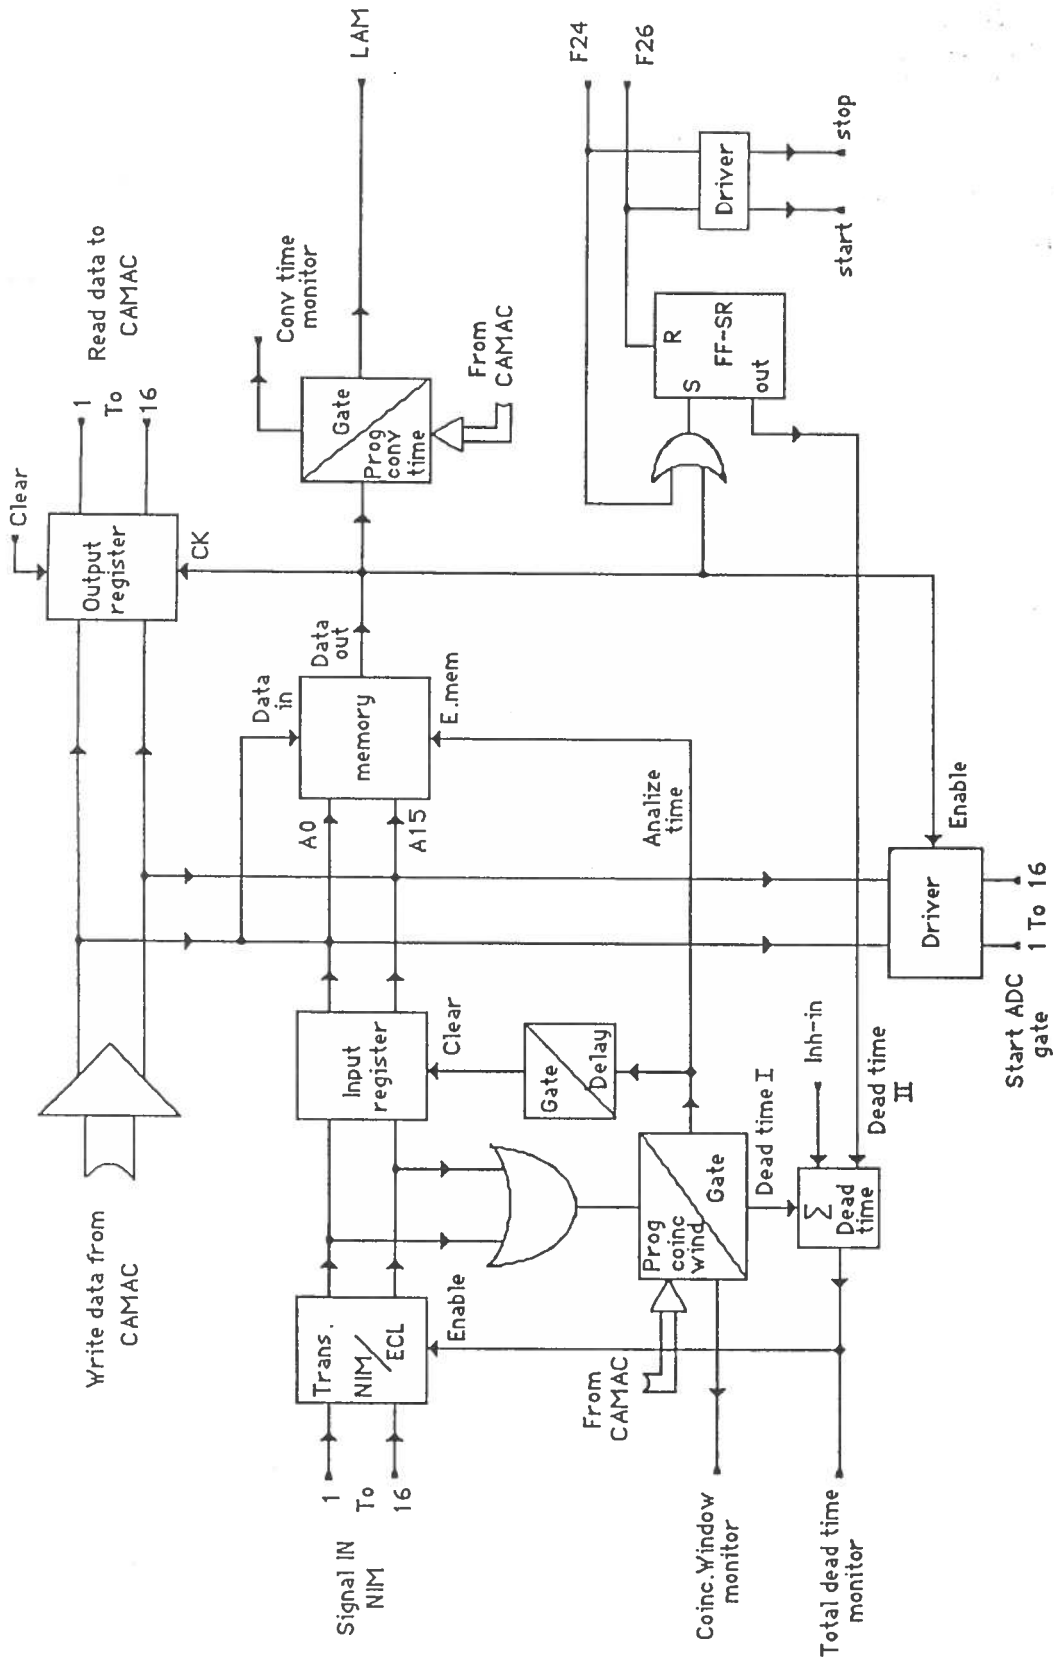 Write data from
CAMAC
Clear
Output
register
1
To
16
Read data to
CAMAC
CK
Signal IN
NIM
1
To
16
Trans.
NIM/
ECL
Enable
Input
register
Clear
A0
A15
Data
in
memory
Data
out
E.mem
Gate
Prog
conv
time
Conv time
monitor
From
CAMAC
LAM
Gate
Delay
Analize
time
From
CAMAC
Prog
coinc
wind
Gate
Coinc.Window
monitor
Dead time I
Inh-in
Σ
Dead
time
Dead time
II
Total dead time
monitor
Driver
Enable
Start ADC
gate
1 To 16
S
R
FF-SR
out
F24
F26
Driver
start
stop